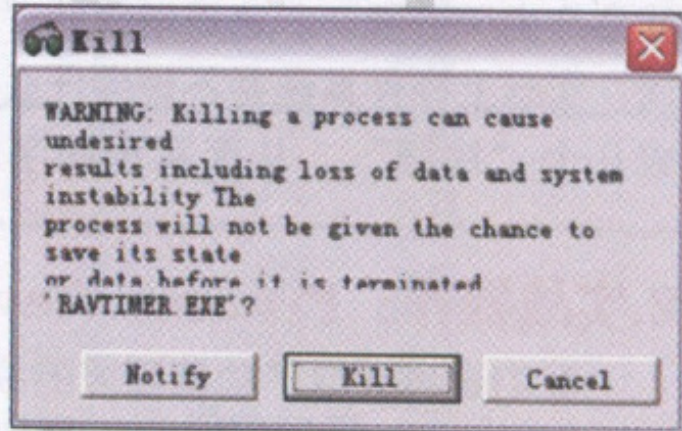 Kill
WARNING: Killing a process can cause
undesired
results including loss of data and system
instability The
process will not be given the chance to
save its state
or data before it is terminated
'RAVTIMER.EXE'?
Notify
Kill
Cancel